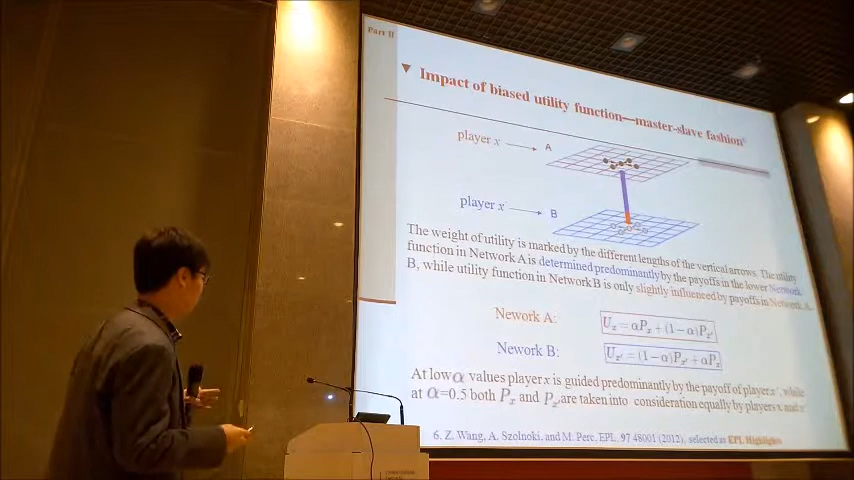 Part II
▼ Impact of biased utility function—master-slave fashion⁶
player x A
player x' B
The weight of utility is marked by the different lengths of the vertical arrows. The utility
function in Network A is determined predominantly by the payoffs in the lower Network
B, while utility function in Network B is only slightly influenced by payoffs in Network A.
Nework A: Uₓ = αPₓ + (1−α)Pₓ'
Nework B: Uₓ' = (1−α)Pₓ' + αPₓ
At low α values player x is guided predominantly by the payoff of player x', while
at α=0.5 both Pₓ and Pₓ' are taken into consideration equally by players x and x'
6. Z. Wang, A. Szolnoki, and M. Perc. EPL, 97 48001 (2012), selected as EPL Highlights